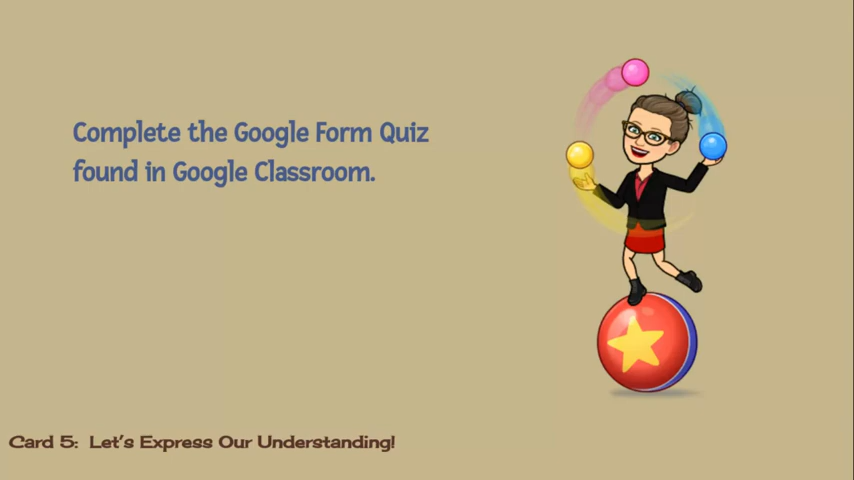 Complete the Google Form Quiz
found in Google Classroom.
Card 5: Let's Express Our Understanding!